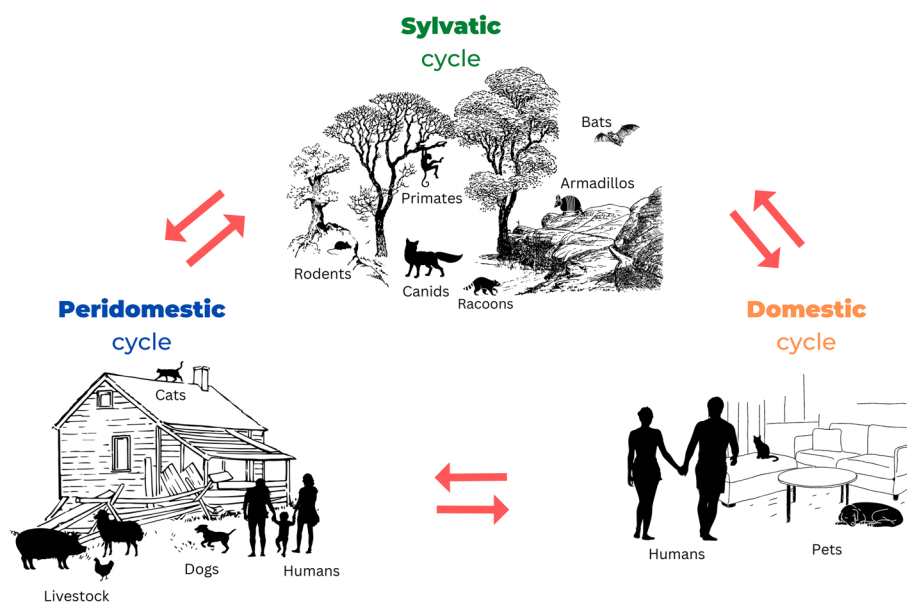 Sylvatic
cycle
Bats
Armadillos
Primates
Rodents
Canids
Racoons
Peridomestic
cycle
Domestic
cycle
Cats
Livestock
Dogs
Humans
Humans
Pets